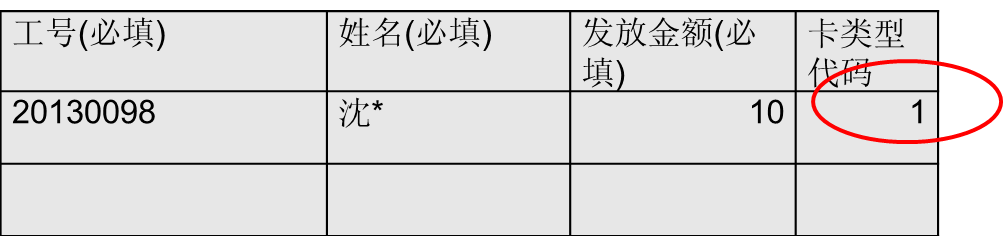 工号(必填) 姓名(必填) 发放金额(必 卡类型
填) 代码
20130098 沈* 10 1